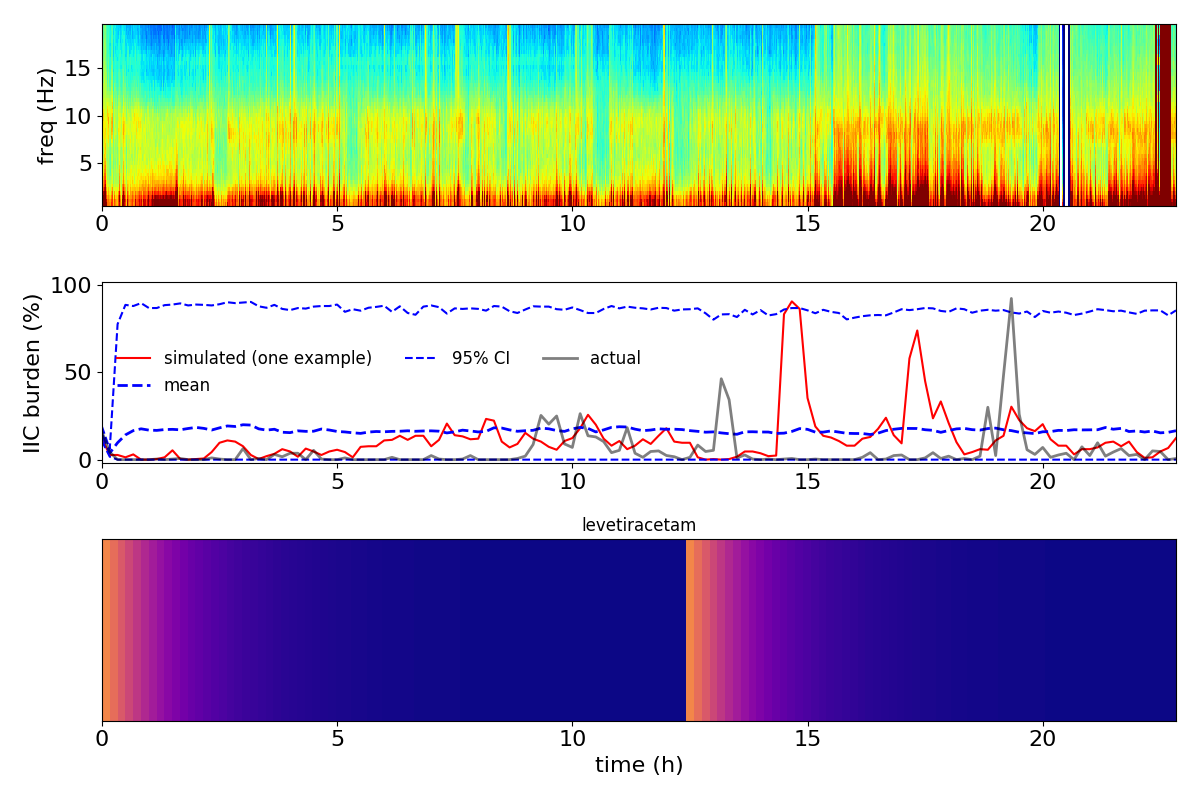 freq (Hz)
15
10
5
0 5 10 15 20
IIC burden (%)
100
50
0
simulated (one example) 95% CI actual
mean
0 5 10 15 20
levetiracetam
0 5 10 15 20
time (h)